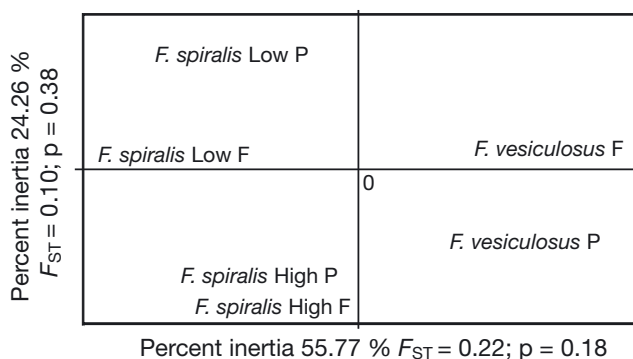 Percent inertia 24.26 %
FST = 0.10; p = 0.38
F. spiralis Low P
F. spiralis Low F
F. vesiculosus F
0
F. vesiculosus P
F. spiralis High P
F. spiralis High F
Percent inertia 55.77 % FST = 0.22; p = 0.18